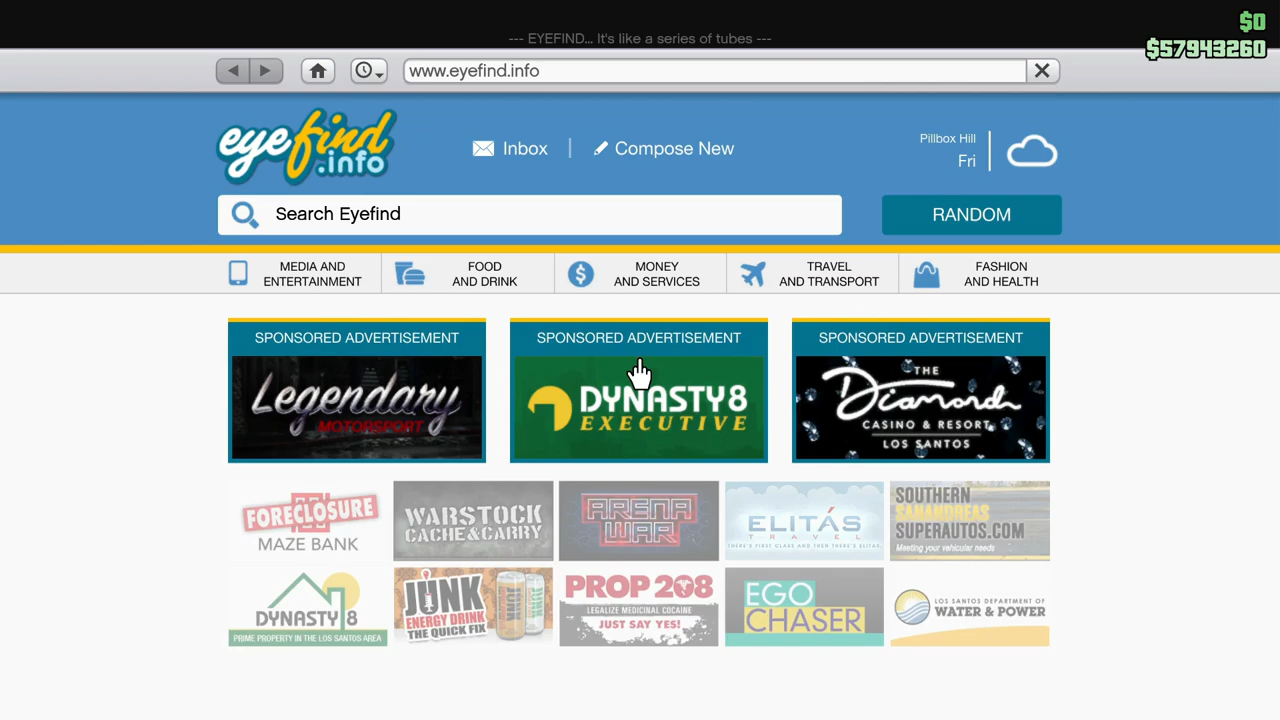 $0
--- EYEFIND... It's like a series of tubes ---
$57943260
www.eyefind.info
eyefind
.info
Inbox
Compose New
Pillbox Hill
Fri
Search Eyefind
RANDOM
MEDIA AND
ENTERTAINMENT
FOOD
AND DRINK
MONEY
AND SERVICES
TRAVEL
AND TRANSPORT
FASHION
AND HEALTH
SPONSORED ADVERTISEMENT
Legendary
MOTORSPORT
SPONSORED ADVERTISEMENT
DYNASTY8
EXECUTIVE
SPONSORED ADVERTISEMENT
THE
Diamond
CASINO & RESORT
LOS SANTOS
FORECLOSURE
MAZE BANK
WARSTOCK
CACHE&CARRY
ARENA
WAR
ELITÁS
TRAVEL
THERE'S FIRST CLASS AND THEN THERE'S ELITAS
SOUTHERN
SAN ANDREAS
SUPERAUTOS.COM
Meeting your vehicular needs
DYNASTY 8
PRIME PROPERTY IN THE LOS SANTOS AREA
JUNK
ENERGY DRINK
THE QUICK FIX
JUNK
JUNK
PROP 208
LEGALIZE MEDICINAL COCAINE
JUST SAY YES!
EGO
CHASER
LOS SANTOS DEPARTMENT OF
WATER & POWER